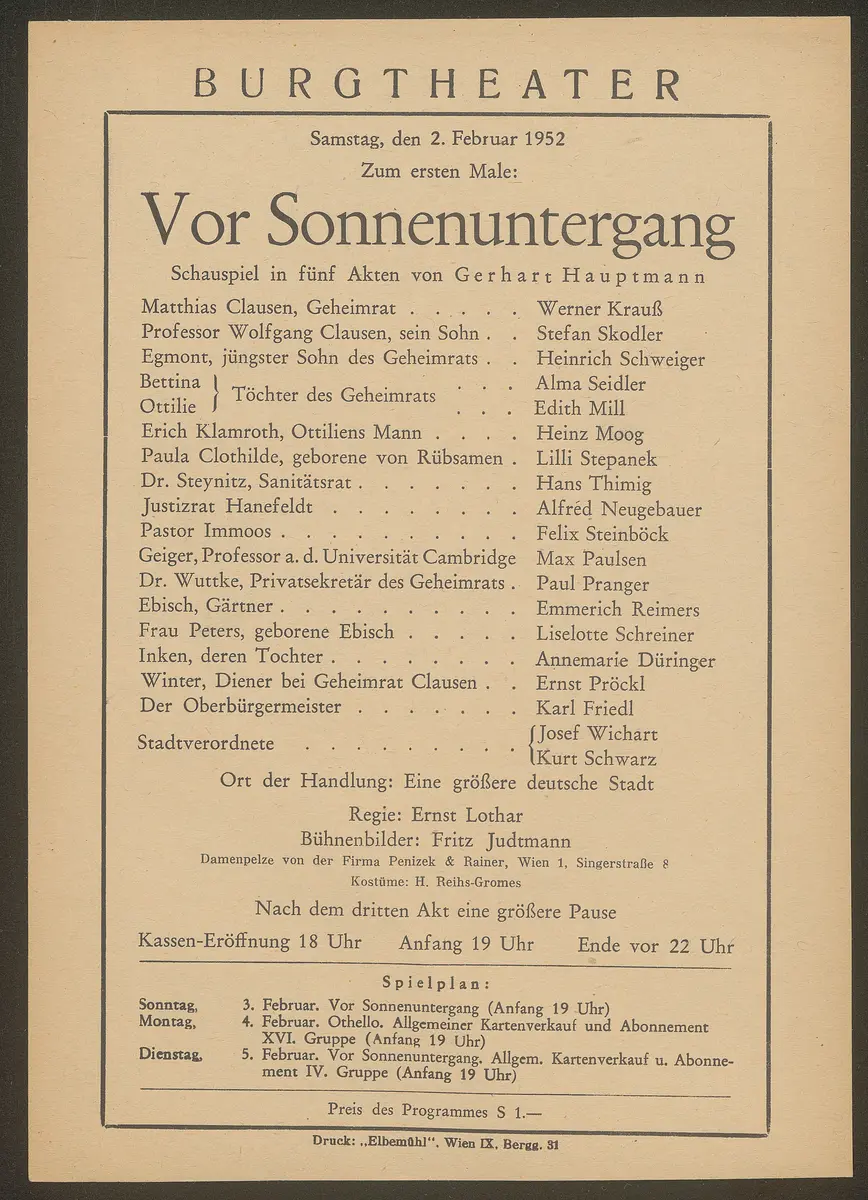 BURGTHEATER
Samstag, den 2. Februar 1952
Zum ersten Male:
Vor Sonnenuntergang
Schauspiel in fünf Akten von Gerhart Hauptmann
Matthias Clausen, Geheimrat . . . . . Werner Krauß
Professor Wolfgang Clausen, sein Sohn . . Stefan Skodler
Egmont, jüngster Sohn des Geheimrats . . Heinrich Schweiger
Bettina } Töchter des Geheimrats . . . Alma Seidler
Ottilie } . . . Edith Mill
Erich Klamroth, Ottiliens Mann . . . . Heinz Moog
Paula Clothilde, geborene von Rübsamen . Lilli Stepanek
Dr. Steynitz, Sanitätsrat . . . . . . . Hans Thimig
Justizrat Hanefeldt . . . . . . . . Alfred Neugebauer
Pastor Immoos . . . . . . . . . . Felix Steinböck
Geiger, Professor a. d. Universität Cambridge Max Paulsen
Dr. Wuttke, Privatsekretär des Geheimrats . Paul Pranger
Ebisch, Gärtner . . . . . . . . . . Emmerich Reimers
Frau Peters, geborene Ebisch . . . . . Liselotte Schreiner
Inken, deren Tochter . . . . . . . . Annemarie Düringer
Winter, Diener bei Geheimrat Clausen . . Ernst Pröckl
Der Oberbürgermeister . . . . . . . Karl Friedl
Stadtverordnete . . . . . . . . . { Josef Wichart
{ Kurt Schwarz
Ort der Handlung: Eine größere deutsche Stadt
Regie: Ernst Lothar
Bühnenbilder: Fritz Judtmann
Damenpelze von der Firma Penizek & Rainer, Wien 1, Singerstraße 8
Kostüme: H. Reihs-Gromes
Nach dem dritten Akt eine größere Pause
Kassen-Eröffnung 18 Uhr Anfang 19 Uhr Ende vor 22 Uhr
Spielplan:
Sonntag, 3. Februar. Vor Sonnenuntergang (Anfang 19 Uhr)
Montag, 4. Februar. Othello. Allgemeiner Kartenverkauf und Abonnement
XVI. Gruppe (Anfang 19 Uhr)
Dienstag, 5. Februar. Vor Sonnenuntergang. Allgem. Kartenverkauf u. Abonne-
ment IV. Gruppe (Anfang 19 Uhr)
Preis des Programmes S 1.—
Druck: „Elbemühl“, Wien IX, Bergg. 31